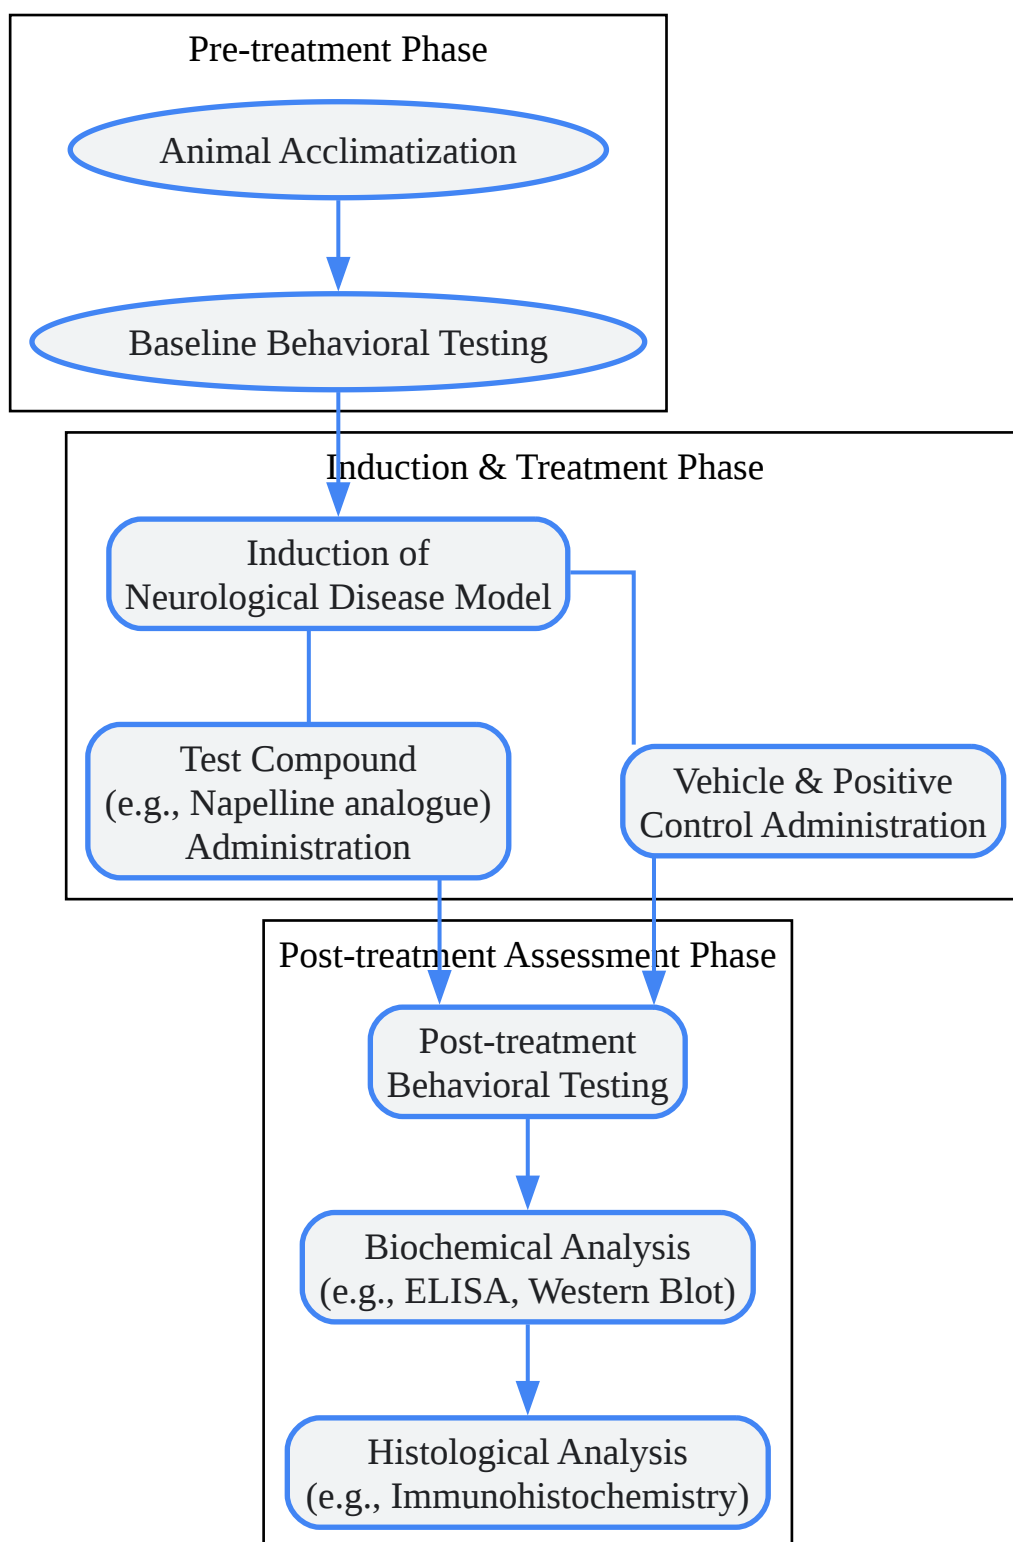 Pre-treatment Phase
Animal Acclimatization
Baseline Behavioral Testing
Induction & Treatment Phase
Induction of
Neurological Disease Model
Test Compound
(e.g., Napelline analogue)
Administration
Vehicle & Positive
Control Administration
Post-treatment Assessment Phase
Post-treatment
Behavioral Testing
Biochemical Analysis
(e.g., ELISA, Western Blot)
Histological Analysis
(e.g., Immunohistochemistry)